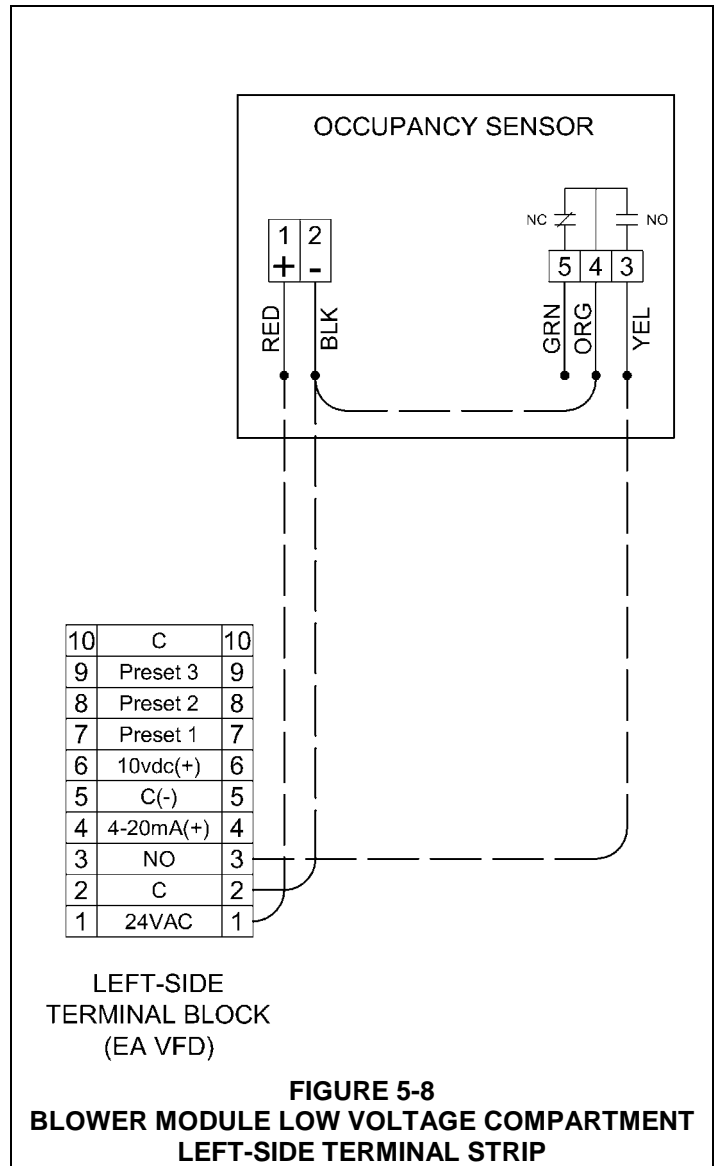 OCCUPANCY SENSOR
NC NO
1 2
+ -
5 4 3
RED
BLK
GRN
ORG
YEL
10 C 10
9 Preset 3 9
8 Preset 2 8
7 Preset 1 7
6 10vdc(+) 6
5 C(-) 5
4 4-20mA(+) 4
3 NO 3
2 C 2
1 24VAC 1
LEFT-SIDE
TERMINAL BLOCK
(EA VFD)
FIGURE 5-8
BLOWER MODULE LOW VOLTAGE COMPARTMENT
LEFT-SIDE TERMINAL STRIP